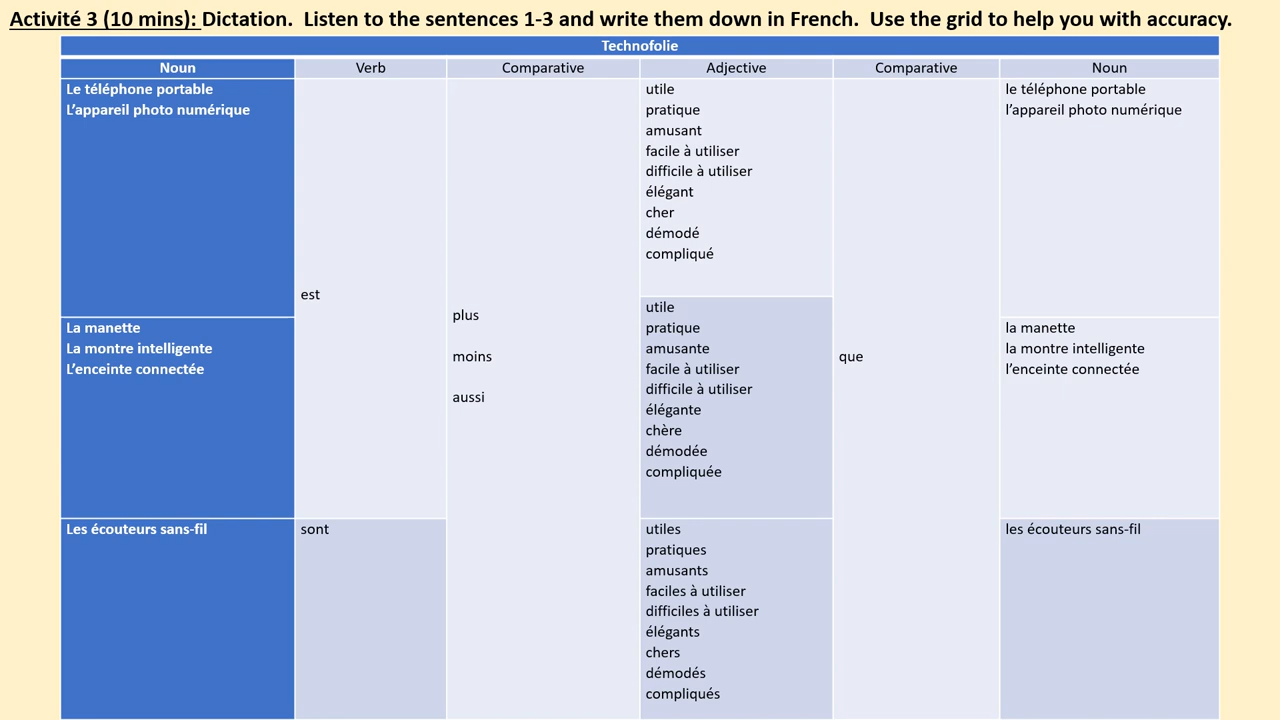 Activité 3 (10 mins): Dictation.  Listen to the sentences 1-3 and write them down in French.  Use the grid to help you with accuracy.
Technofolie
Noun
Verb
Comparative
Adjective
Comparative
Noun
Le téléphone portable
L’appareil photo numérique
est
plus
moins
aussi
utile
pratique
amusant
facile à utiliser
difficile à utiliser
élégant
cher
démodé
compliqué
que
le téléphone portable
l’appareil photo numérique
La manette
La montre intelligente
L’enceinte connectée
utile
pratique
amusante
facile à utiliser
difficile à utiliser
élégante
chère
démodée
compliquée
la manette
la montre intelligente
l’enceinte connectée
Les écouteurs sans-fil
sont
utiles
pratiques
amusants
faciles à utiliser
difficiles à utiliser
élégants
chers
démodés
compliqués
les écouteurs sans-fil